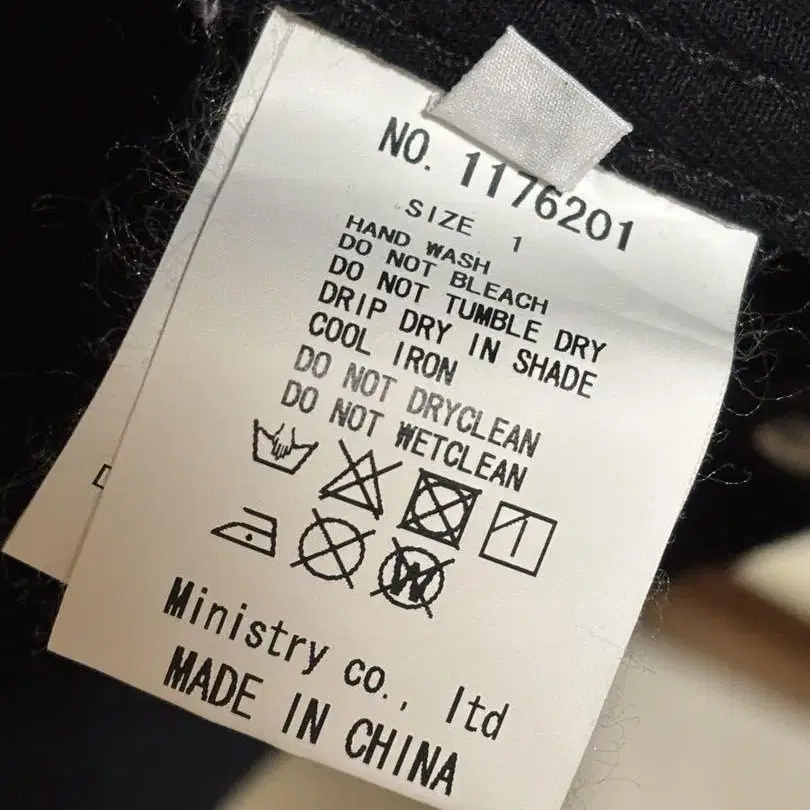 NO. 1176201
SIZE 1
HAND WASH
DO NOT BLEACH
DO NOT TUMBLE DRY
DRIP DRY IN SHADE
COOL IRON
DO NOT DRYCLEAN
DO NOT WETCLEAN
W
Ministry co., ltd
MADE IN CHINA